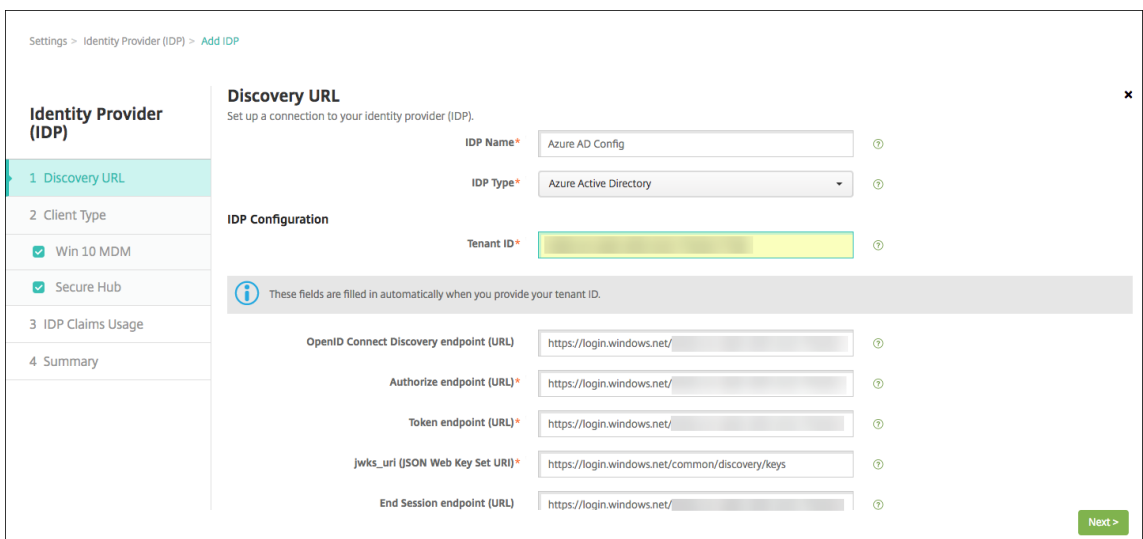 Settings > Identity Provider (IDP) > Add IDP
Identity Provider
(IDP)
1 Discovery URL
2 Client Type
Win 10 MDM
Secure Hub
3 IDP Claims Usage
4 Summary
Discovery URL
Set up a connection to your identity provider (IDP).
IDP Name* Azure AD Config
IDP Type* Azure Active Directory
IDP Configuration
Tenant ID*
These fields are filled in automatically when you provide your tenant ID.
OpenID Connect Discovery endpoint (URL) https://login.windows.net/
Authorize endpoint (URL)* https://login.windows.net/
Token endpoint (URL)* https://login.windows.net/
jwks_uri (JSON Web Key Set URI)* https://login.windows.net/common/discovery/keys
End Session endpoint (URL) https://login.windows.net/
Next >